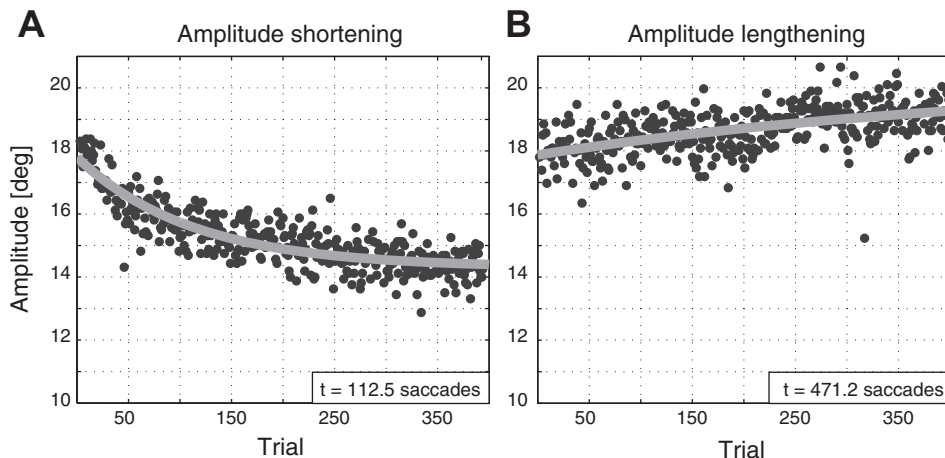 A Amplitude shortening
B Amplitude lengthening
Amplitude [deg]
20
18
16
14
12
10
50 150 250 350
t = 112.5 saccades
Trial
20
18
16
14
12
10
50 150 250 350
t = 471.2 saccades
Trial